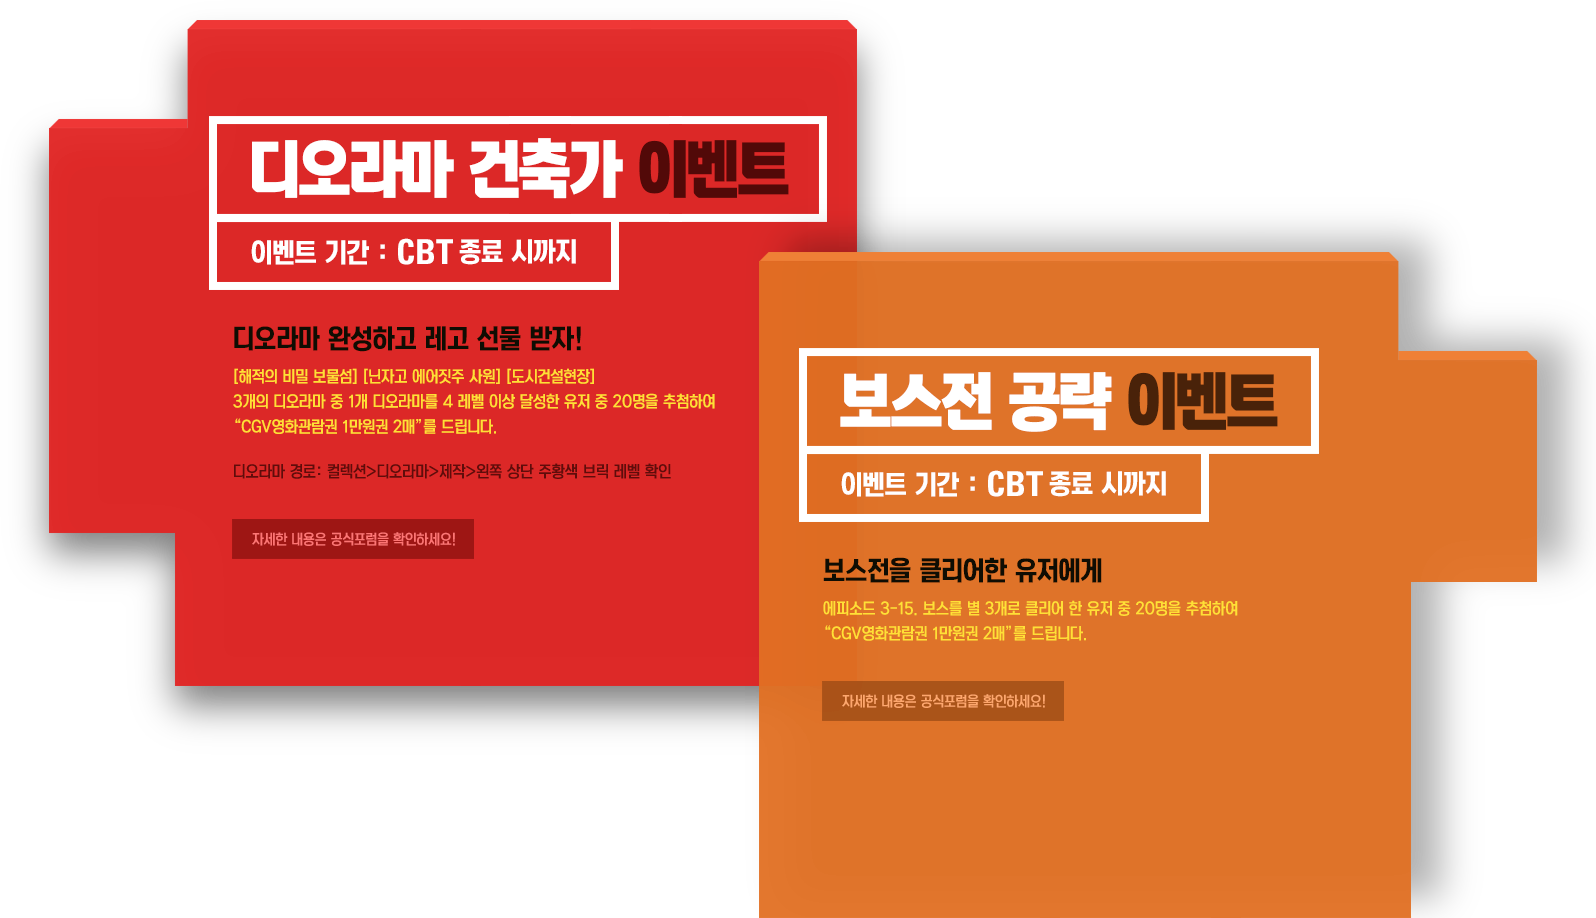 디오라마 건축가 이벤트
이벤트 기간 : CBT 종료 시까지
디오라마 완성하고 레고 선물 받자!
[해적의 비밀 보물섬] [닌자고 에어짓주 사원] [도시건설현장]
3개의 디오라마 중 1개 디오라마를 4 레벨 이상 달성한 유저 중 20명을 추첨하여
“CGV영화관람권 1만원권 2매”를 드립니다.
디오라마 경로: 컬렉션>디오라마>제작>왼쪽 상단 주황색 브릭 레벨 확인
자세한 내용은 공식포럼을 확인하세요!
보스전 공략 이벤트
이벤트 기간 : CBT 종료 시까지
보스전을 클리어한 유저에게
에피소드 3-15. 보스를 별 3개로 클리어 한 유저 중 20명을 추첨하여
“CGV영화관람권 1만원권 2매”를 드립니다.
자세한 내용은 공식포럼을 확인하세요!